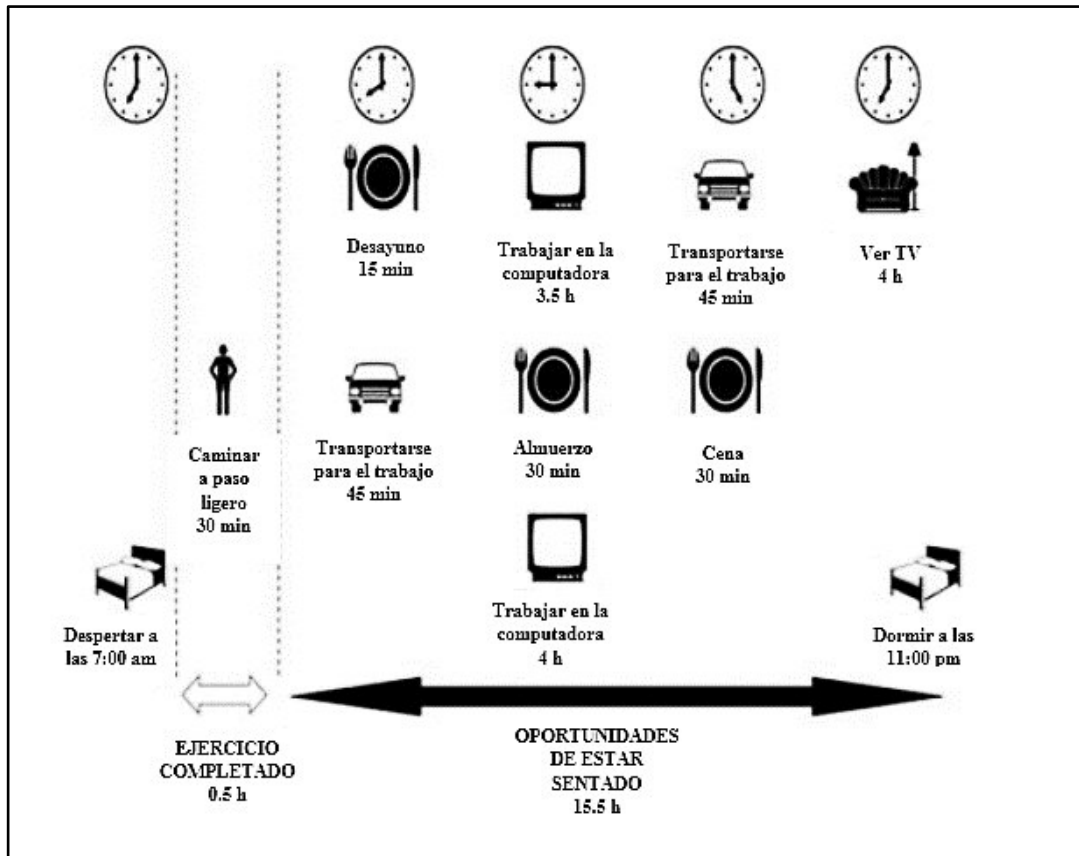 Desayuno
15 min
Trabajar en la
computadora
3.5 h
Transportarse
para el trabajo
45 min
Ver TV
4 h
Caminar
a paso
ligero
30 min
Transportarse
para el trabajo
45 min
Almuerzo
30 min
Cena
30 min
Trabajar en la
computadora
4 h
Despertar a
las 7:00 am
Dormir a las
11:00 pm
EJERCICIO
COMPLETADO
0.5 h
OPORTUNIDADES
DE ESTAR
SENTADO
15.5 h